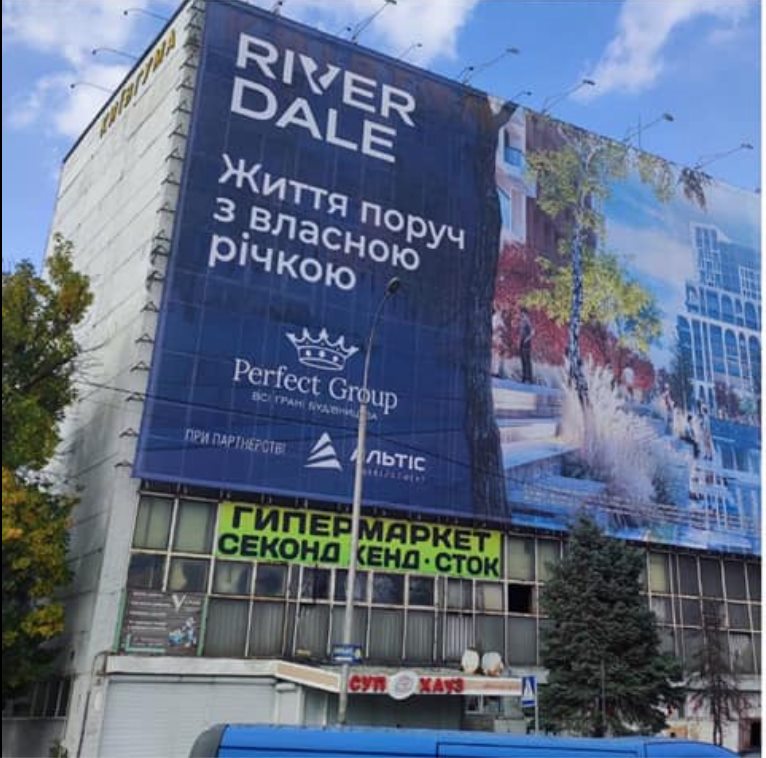 КИЇВГУМА
RIVER
DALE
Життя поруч
з власною
річкою
Perfect Group
ВСІ ГРАНІ БУДІВНИЦТВА
ПРИ ПАРТНЕРСТВІ
АЛЬТІС
ГИПЕРМАРКЕТ
СЕКОНД ХЕНД · СТОК
СУП ХАУЗ